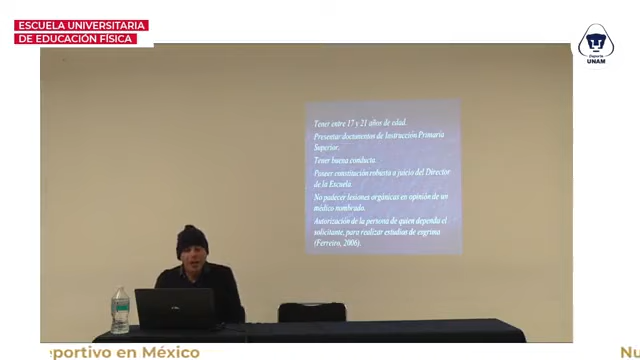 ESCUELA UNIVERSITARIA
DE EDUCACIÓN FÍSICA
Deporte
UNAM
Tener entre 17 y 21 años de edad.
Presentar documentos de Instrucción Primaria
Superior.
Tener buena conducta.
Poseer constitución robusta a juicio del Director
de la Escuela.
No padecer lesiones orgánicas en opinión de un
médico nombrado.
Autorización de la persona de quien dependa el
solicitante, para realizar estudios de esgrima
(Ferreiro, 2006).
eportivo en México
Nu